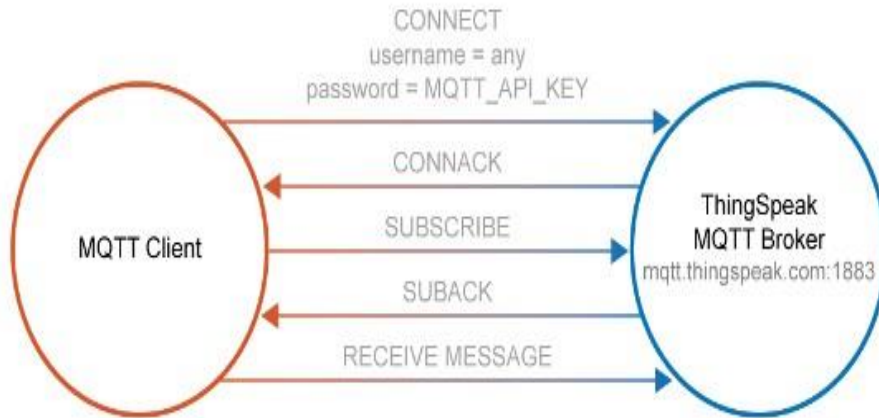 CONNECT
username = any
password = MQTT_API_KEY
CONNACK
SUBSCRIBE
SUBACK
RECEIVE MESSAGE
MQTT Client
ThingSpeak
MQTT Broker
mqtt.thingspeak.com:1883